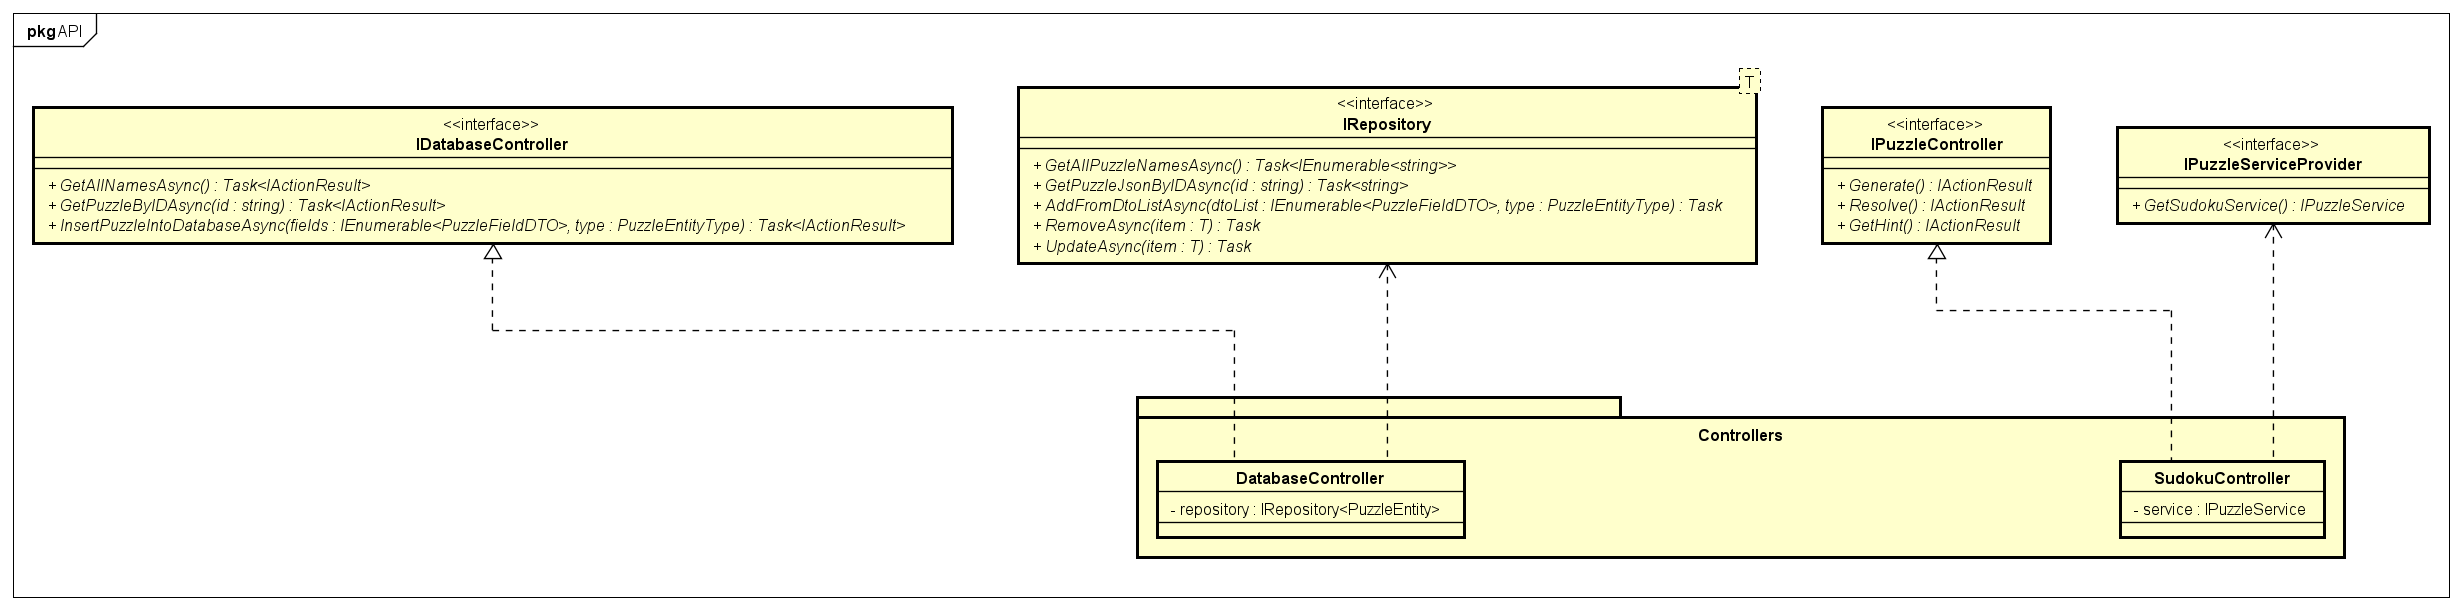 pkg API
<<interface>>
IDatabaseController
+ GetAllNamesAsync() : Task<IActionResult>
+ GetPuzzleByIDAsync(id : string) : Task<IActionResult>
+ InsertPuzzleIntoDatabaseAsync(fields : IEnumerable<PuzzleFieldDTO>, type : PuzzleEntityType) : Task<IActionResult>
T
<<interface>>
IRepository
+ GetAllPuzzleNamesAsync() : Task<IEnumerable<string>>
+ GetPuzzleJsonByIDAsync(id : string) : Task<string>
+ AddFromDtoListAsync(dtoList : IEnumerable<PuzzleFieldDTO>, type : PuzzleEntityType) : Task
+ RemoveAsync(item : T) : Task
+ UpdateAsync(item : T) : Task
<<interface>>
IPuzzleController
+ Generate() : IActionResult
+ Resolve() : IActionResult
+ GetHint() : IActionResult
<<interface>>
IPuzzleServiceProvider
+ GetSudokuService() : IPuzzleService
Controllers
DatabaseController
- repository : IRepository<PuzzleEntity>
SudokuController
- service : IPuzzleService